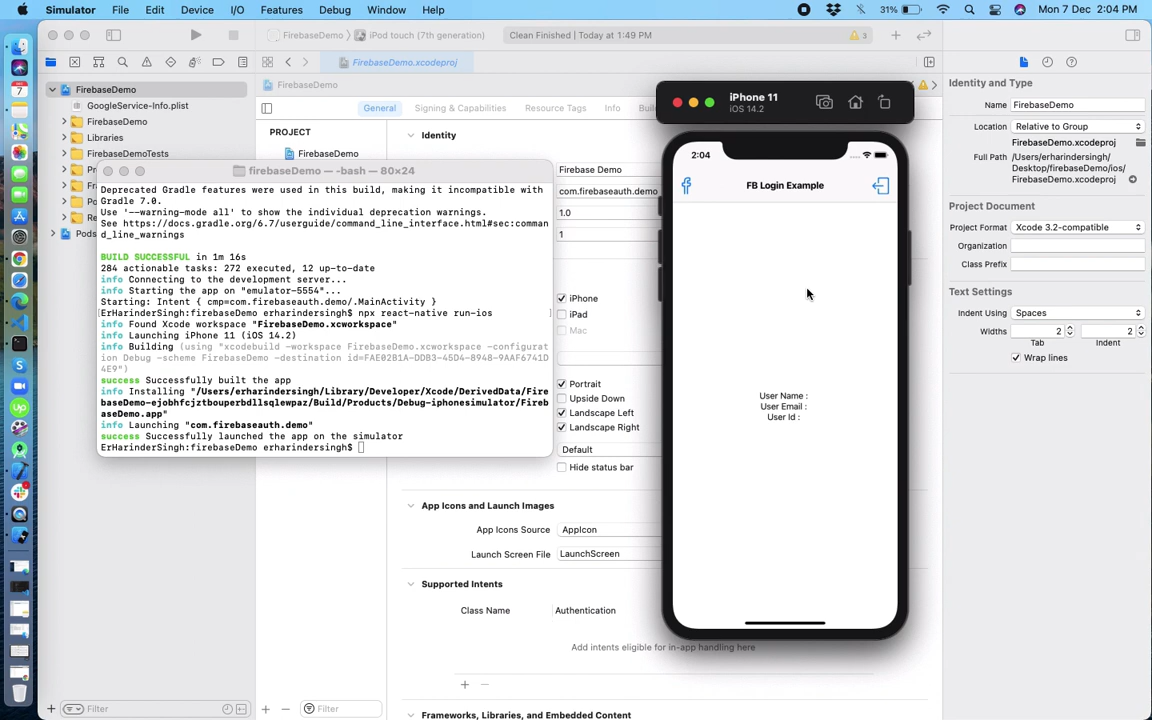 Simulator File Edit Device I/O Features Debug Window Help
31% Mon 7 Dec 2:04 PM
FirebaseDemo iPod touch (7th generation)
Clean Finished | Today at 1:49 PM
3
FirebaseDemo.xcodeproj
FirebaseDemo
GoogleService-Info.plist
FirebaseDemo
Libraries
FirebaseDemoTests
Pr
Fra
Po
Re
Pods
Filter
FirebaseDemo
General Signing & Capabilities Resource Tags Info Buil
PROJECT
FirebaseDemo
Identity
Firebase Demo
com.firebaseauth.demo
1.0
1
iPhone
iPad
Mac
Portrait
Upside Down
Landscape Left
Landscape Right
Default
Hide status bar
App Icons and Launch Images
App Icons Source AppIcon
Launch Screen File LaunchScreen
Supported Intents
Class Name Authentication
Add intents eligible for in-app handling here
Filter
Frameworks, Libraries, and Embedded Content
firebaseDemo — -bash — 80×24
Deprecated Gradle features were used in this build, making it incompatible with
Gradle 7.0.
Use '--warning-mode all' to show the individual deprecation warnings.
See https://docs.gradle.org/6.7/userguide/command_line_interface.html#sec:comman
d_line_warnings
BUILD SUCCESSFUL in 1m 16s
284 actionable tasks: 272 executed, 12 up-to-date
info Connecting to the development server...
info Starting the app on "emulator-5554"...
Starting: Intent { cmp=com.firebaseauth.demo/.MainActivity }
[ErHarinderSingh:firebaseDemo erharindersingh$ npx react-native run-ios ]
info Found Xcode workspace "FirebaseDemo.xcworkspace"
info Launching iPhone 11 (iOS 14.2)
info Building (using "xcodebuild -workspace FirebaseDemo.xcworkspace -configurat
ion Debug -scheme FirebaseDemo -destination id=FAE02B1A-DDB3-45D4-8948-9AAF6741D
4E9")
success Successfully built the app
info Installing "/Users/erharindersingh/Library/Developer/Xcode/DerivedData/Fire
baseDemo-ejobhfcjztbouperbdllsqlewpaz/Build/Products/Debug-iphonesimulator/Fireb
aseDemo.app"
info Launching "com.firebaseauth.demo"
success Successfully launched the app on the simulator
ErHarinderSingh:firebaseDemo erharindersingh$
iPhone 11
iOS 14.2
2:04
FB Login Example
User Name :
User Email :
User Id :
Identity and Type
Name FirebaseDemo
Location Relative to Group
FirebaseDemo.xcodeproj
Full Path /Users/erharindersingh/
Desktop/firebaseDemo/ios/
FirebaseDemo.xcodeproj
Project Document
Project Format Xcode 3.2-compatible
Organization
Class Prefix
Text Settings
Indent Using Spaces
Widths 2 2
Tab Indent
Wrap lines